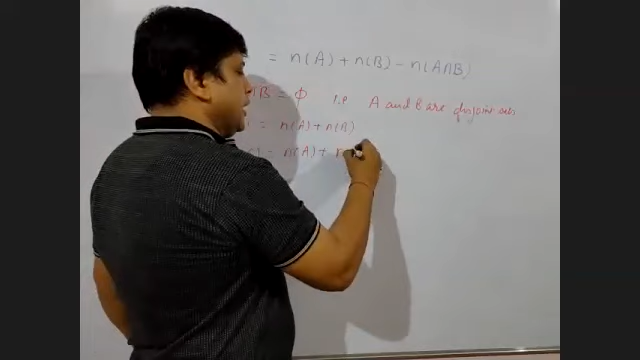 = n(A) + n(B) - n(A∩B)
∩B = ϕ i.e A and B are disjoint sets
= n(A) + n(A)
= n(A) +